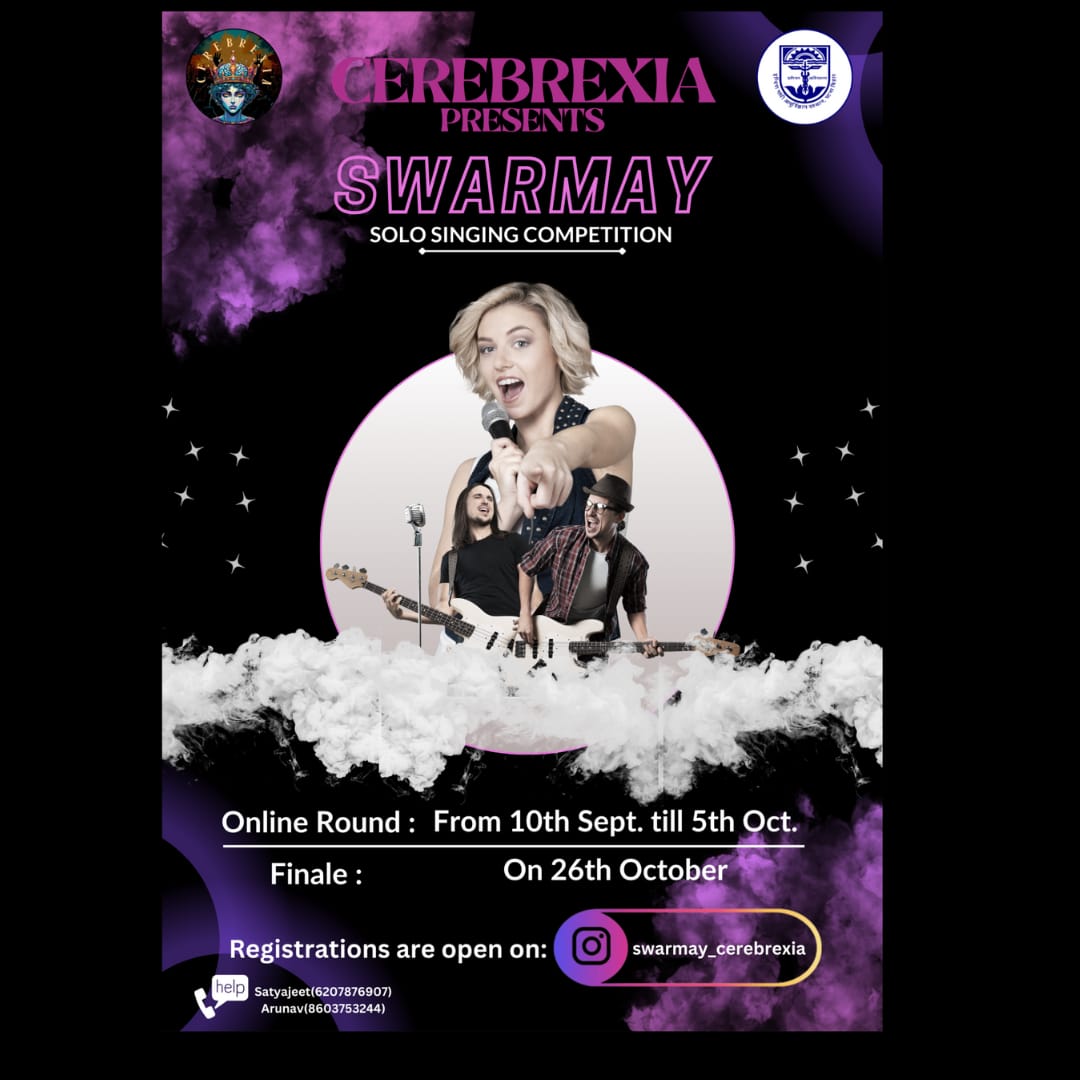 CEREBREXIA
CEREBREXIA
PRESENTS
SWARMAY
SOLO SINGING COMPETITION
Online Round : From 10th Sept. till 5th Oct.
Finale : On 26th October
Registrations are open on: swarmay_cerebrexia
help
Satyajeet(6207876907)
Arunav(8603753244)